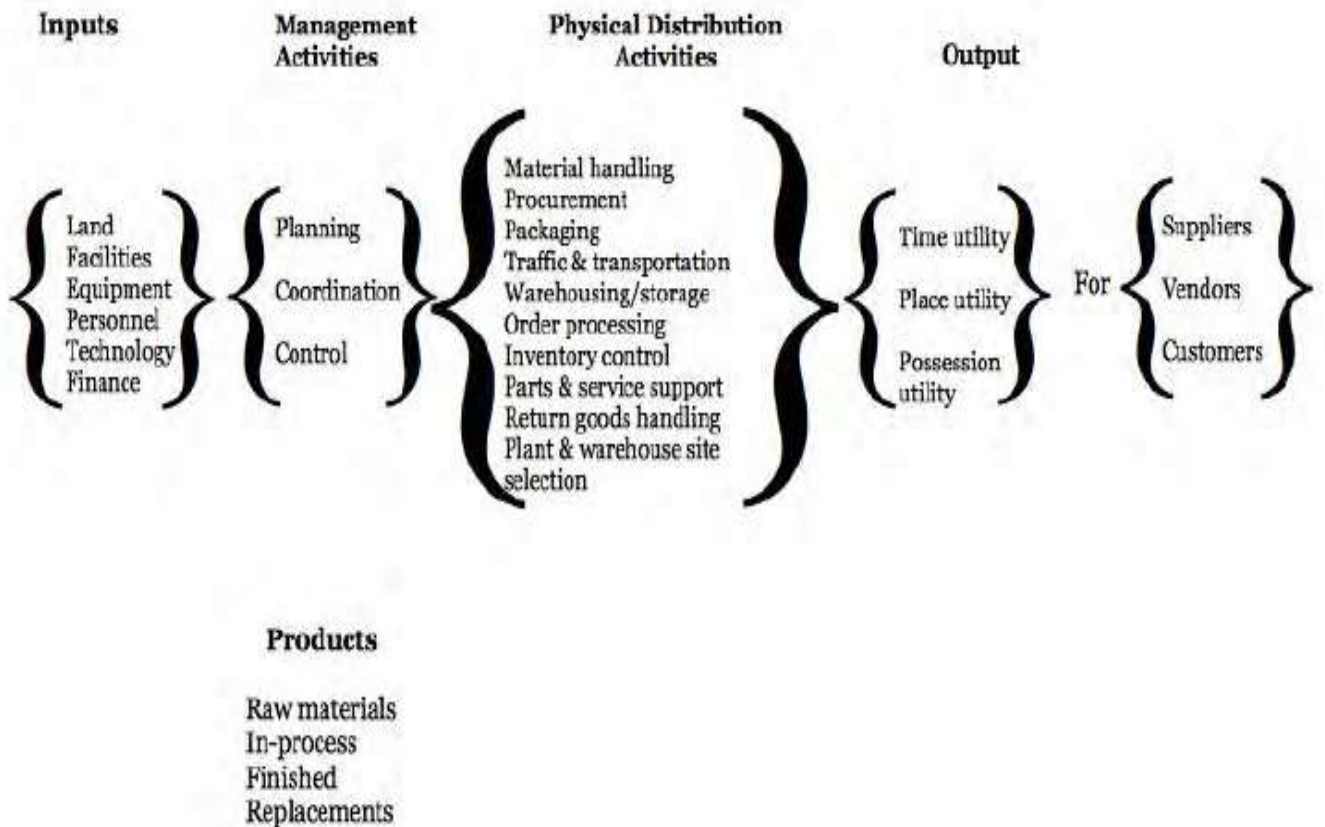 Inputs
Management
Activities
Physical Distribution
Activities
Output
Land
Facilities
Equipment
Personnel
Technology
Finance
Planning
Coordination
Control
Material handling
Procurement
Packaging
Traffic & transportation
Warehousing/storage
Order processing
Inventory control
Parts & service support
Return goods handling
Plant & warehouse site
selection
Time utility
Place utility
Possession
utility
For
Suppliers
Vendors
Customers
Products
Raw materials
In-process
Finished
Replacements